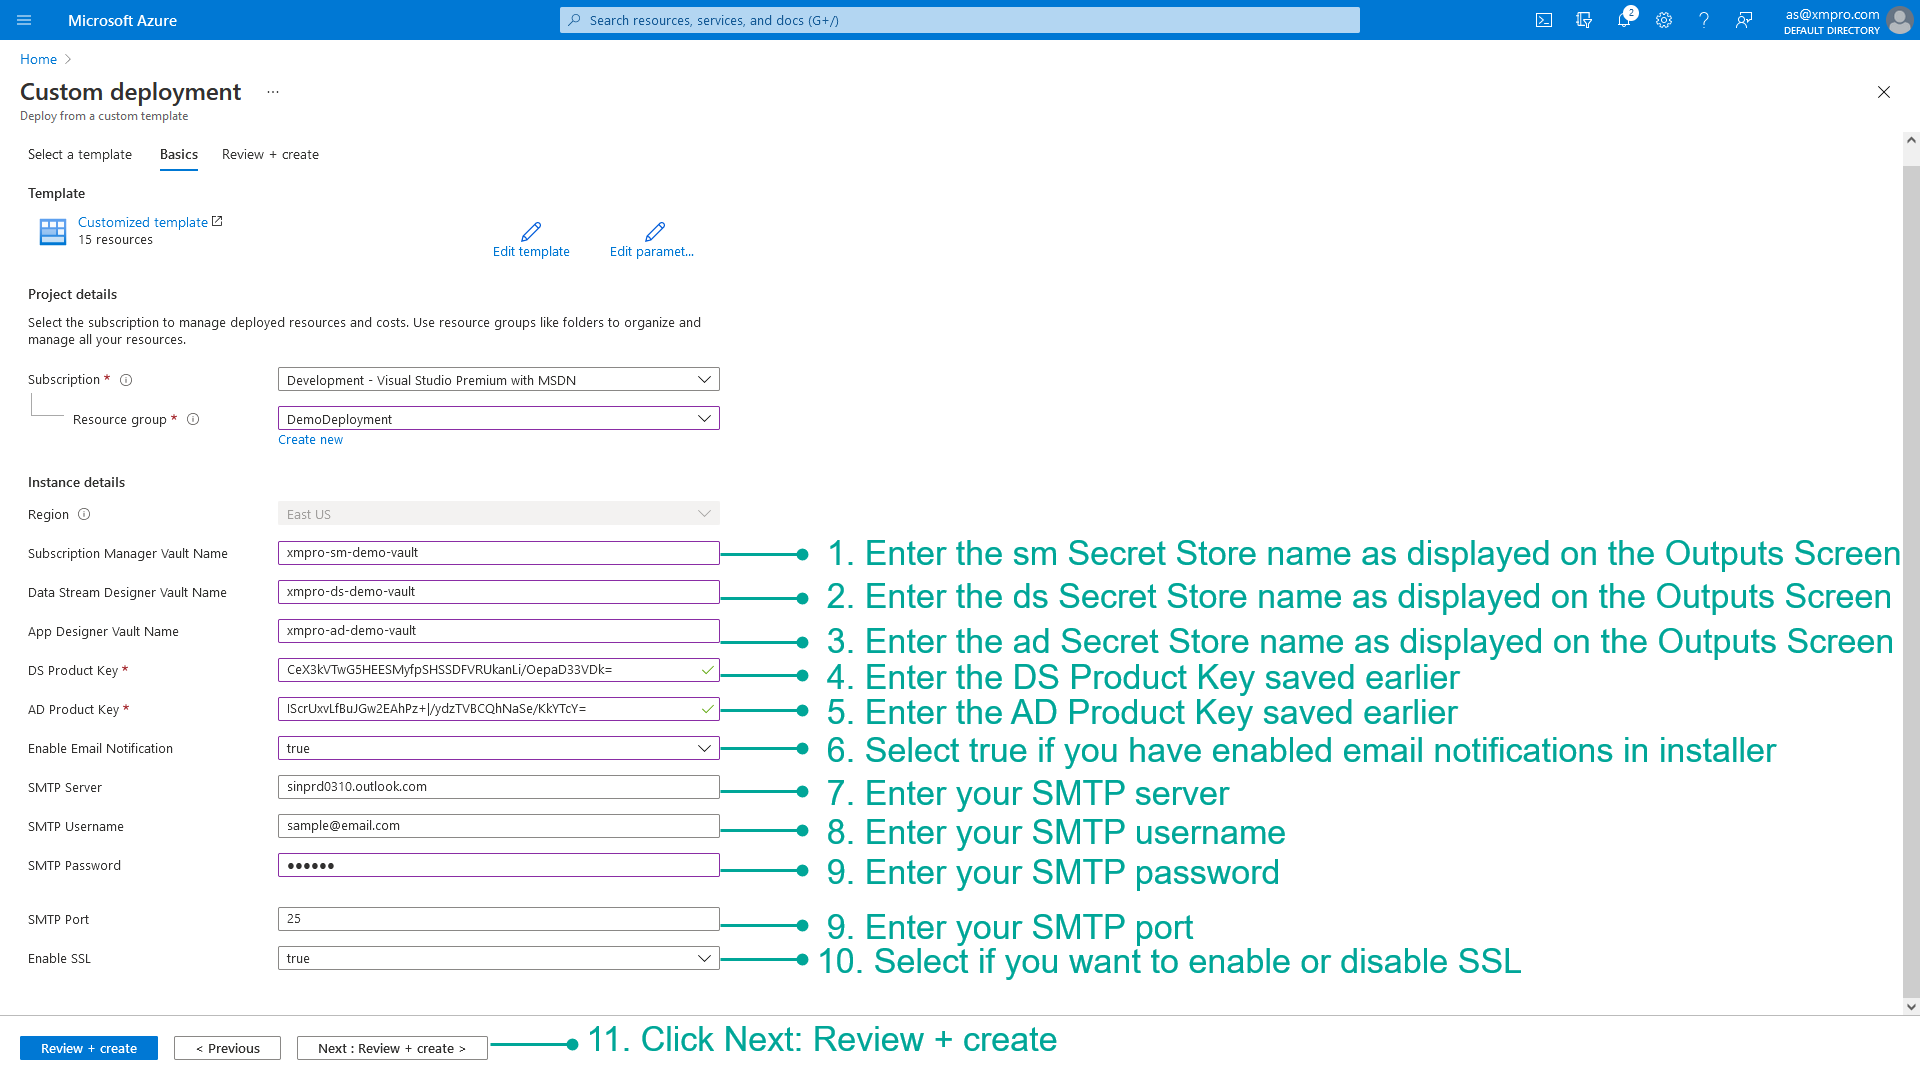 Microsoft Azure
Search resources, services, and docs (G+/)
2
as@xmpro.com
DEFAULT DIRECTORY
Home
Custom deployment ...
Deploy from a custom template
Select a template Basics Review + create
Template
Customized template
15 resources
Edit template
Edit paramet...
Project details
Select the subscription to manage deployed resources and costs. Use resource groups like folders to organize and
manage all your resources.
Subscription * Development - Visual Studio Premium with MSDN
Resource group * DemoDeployment
Create new
Instance details
Region East US
Subscription Manager Vault Name xmpro-sm-demo-vault 1. Enter the sm Secret Store name as displayed on the Outputs Screen
Data Stream Designer Vault Name xmpro-ds-demo-vault 2. Enter the ds Secret Store name as displayed on the Outputs Screen
App Designer Vault Name xmpro-ad-demo-vault 3. Enter the ad Secret Store name as displayed on the Outputs Screen
DS Product Key * CeX3kVTwG5HEESMyfpSHSSDFVRUkanLi/OepaD33VDk= 4. Enter the DS Product Key saved earlier
AD Product Key * IScrUxvLfBuJGw2EAhPz+|/ydzTVBCQhNaSe/KkYTcY= 5. Enter the AD Product Key saved earlier
Enable Email Notification true 6. Select true if you have enabled email notifications in installer
SMTP Server sinprd0310.outlook.com 7. Enter your SMTP server
SMTP Username sample@email.com 8. Enter your SMTP username
SMTP Password ●●●●●● 9. Enter your SMTP password
SMTP Port 25 9. Enter your SMTP port
Enable SSL true 10. Select if you want to enable or disable SSL
Review + create < Previous Next : Review + create > 11. Click Next: Review + create